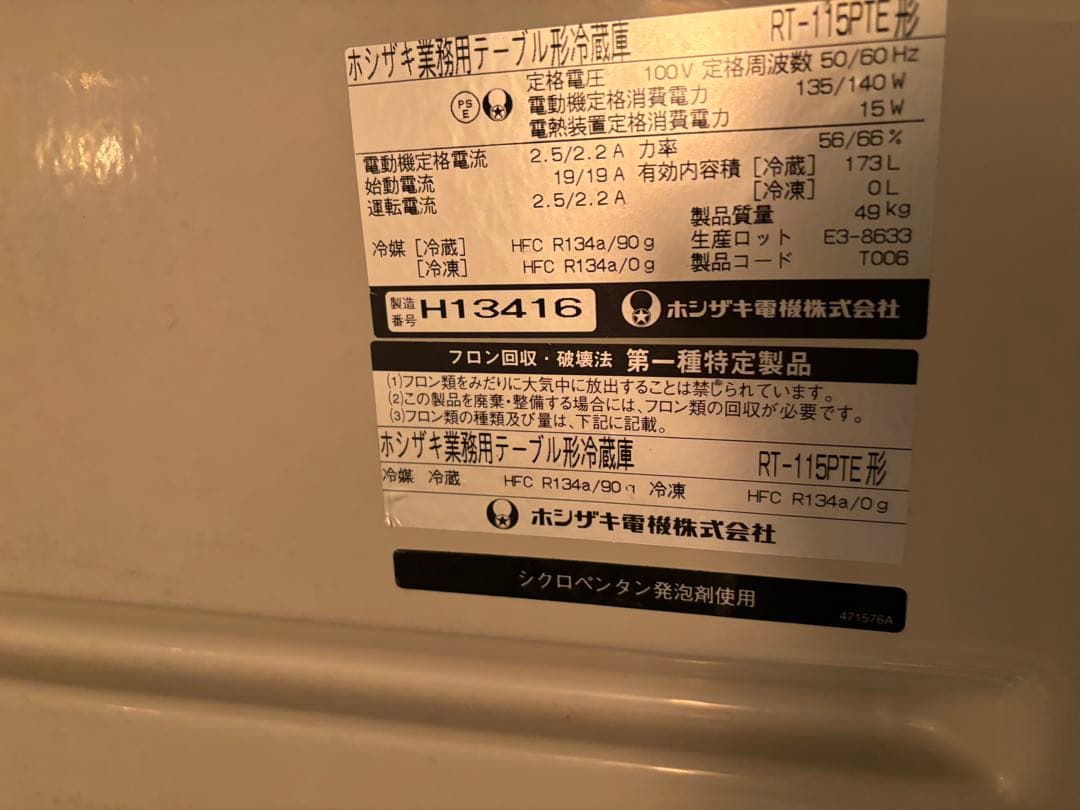 ホシザキ業務用テーブル形冷蔵庫 RT-115PTE形
PS E 定格電圧 100V 定格周波数 50/60Hz
電動機定格消費電力 135/140W
電熱装置定格消費電力 15W
電動機定格電流 2.5/2.2A 力率 56/66%
始動電流 19/19A 有効内容積 [冷蔵] 173L
運転電流 2.5/2.2A [冷凍] 0L
製品質量 49kg
冷媒 [冷蔵] HFC R134a/90g 生産ロット E3-8633
[冷凍] HFC R134a/0g 製品コード T006
製造番号 H13416 ホシザキ電機株式会社
フロン回収・破壊法 第一種特定製品
(1)フロン類をみだりに大気中に放出することは禁じられています。
(2)この製品を廃棄・整備する場合には、フロン類の回収が必要です。
(3)フロン類の種類及び量は、下記に記載。
ホシザキ業務用テーブル形冷蔵庫 RT-115PTE形
冷媒 冷蔵 HFC R134a/90g 冷凍 HFC R134a/0g
ホシザキ電機株式会社
シクロペンタン発泡剤使用
471576A